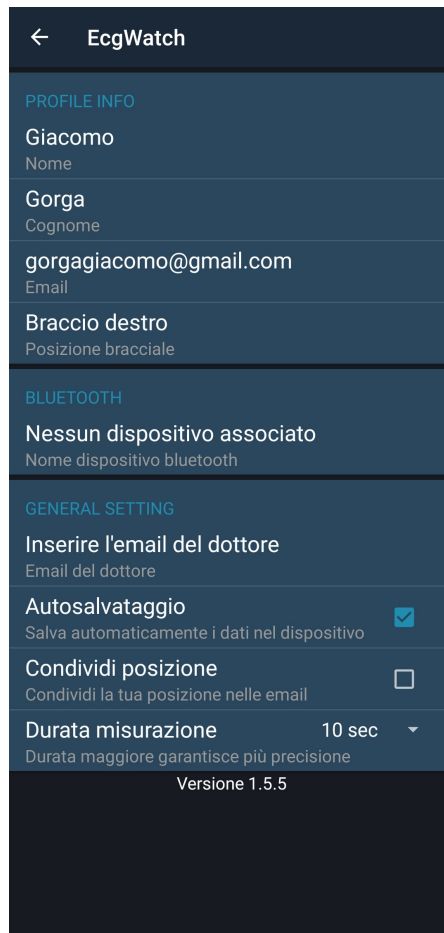 EcgWatch
PROFILE INFO
Giacomo
Nome
Gorga
Cognome
gorgagiacomo@gmail.com
Email
Braccio destro
Posizione bracciale
BLUETOOTH
Nessun dispositivo associato
Nome dispositivo bluetooth
GENERAL SETTING
Inserire l'email del dottore
Email del dottore
Autosalvataggio
Salva automaticamente i dati nel dispositivo
Condividi posizione
Condividi la tua posizione nelle email
Durata misurazione 10 sec
Durata maggiore garantisce più precisione
Versione 1.5.5